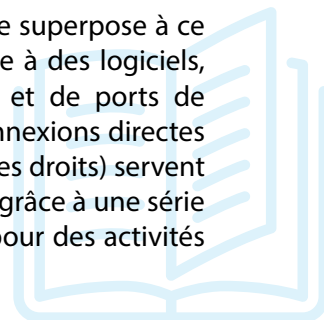 e superpose à ce
e à des logiciels,
et de ports de
nnexions directes
es droits) servent
grâce à une série
pour des activités